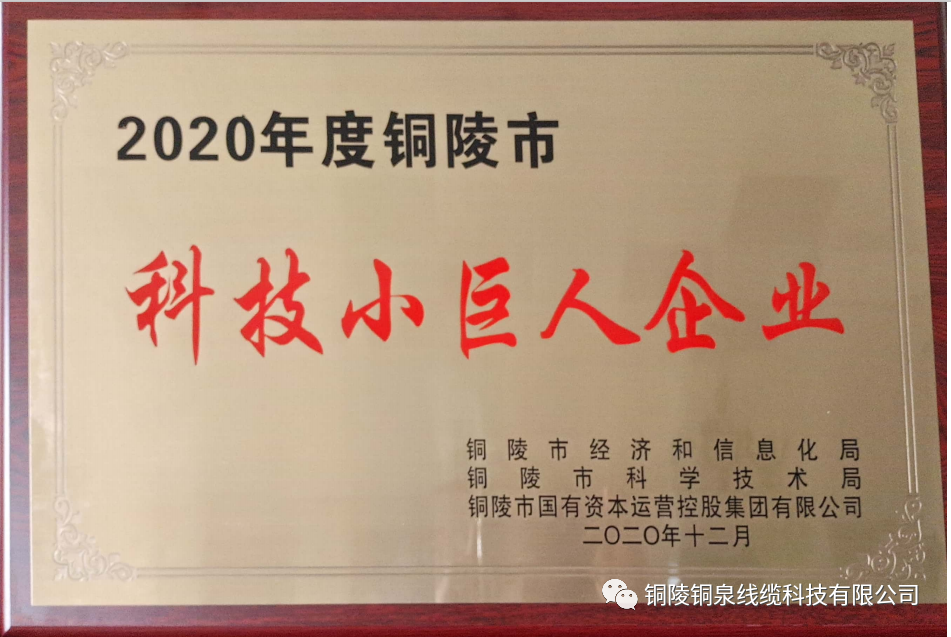 2020年度铜陵市
科技小巨人企业
铜陵市经济和信息化局
铜陵市科学技术局
铜陵市国有资本运营控股集团有限公司
二〇二〇年十二月
铜陵铜泉线缆科技有限公司